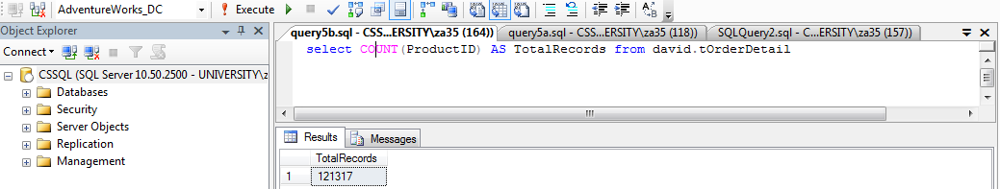 AdventureWorks_DC Execute
Object Explorer
Connect
CSSQL (SQL Server 10.50.2500 - UNIVERSITY\z
Databases
Security
Server Objects
Replication
Management
query5b.sql - CSS...ERSITY\za35 (164)) query5a.sql - CSS...ERSITY\za35 (118)) SQLQuery2.sql - C...ERSITY\za35 (157))
select COUNT(ProductID) AS TotalRecords from david.tOrderDetail
Results Messages
TotalRecords
1 121317